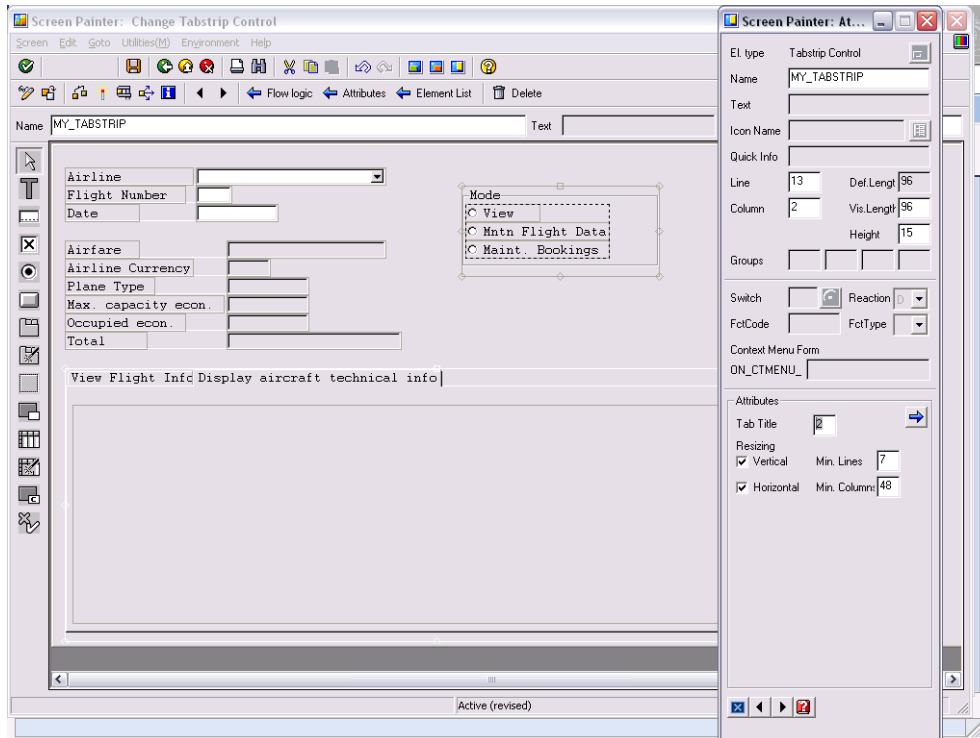 Screen Painter: Change Tabstrip Control
Screen Edit Goto Utilities(M) Environment Help
Flow logic Attributes Element List Delete
Name MY_TABSTRIP Text
Airline
Flight Number
Date
Airfare
Airline Currency
Plane Type
Max. capacity econ.
Occupied econ.
Total
Mode
View
Mntn Flight Data
Maint. Bookings
View Flight Info Display aircraft technical info
Active (revised)
Screen Painter: At...
El. type Tabstrip Control
Name MY_TABSTRIP
Text
Icon Name
Quick Info
Line 13 Def.Lengt 96
Column 2 Vis.Length 96
Height 15
Groups
Switch Reaction D
FctCode FctType
Context Menu Form
ON_CTMENU_
Attributes
Tab Title 2
Resizing
Vertical Min. Lines 7
Horizontal Min. Column: 48